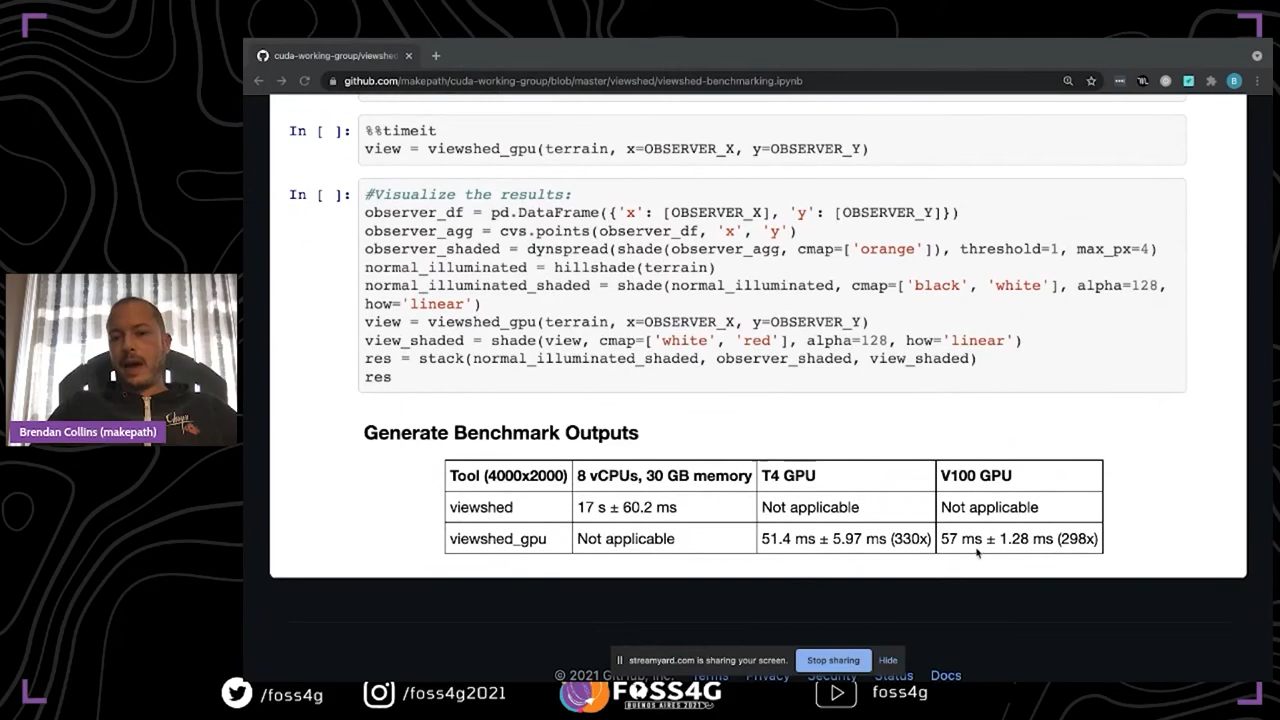 cuda-working-group/viewshed
github.com/makepath/cuda-working-group/blob/master/viewshed/viewshed-benchmarking.ipynb
B
In [ ]:
%%timeit
view = viewshed_gpu(terrain, x=OBSERVER_X, y=OBSERVER_Y)
In [ ]:
#Visualize the results:
observer_df = pd.DataFrame({'x': [OBSERVER_X], 'y': [OBSERVER_Y]})
observer_agg = cvs.points(observer_df, 'x', 'y')
observer_shaded = dynspread(shade(observer_agg, cmap=['orange']), threshold=1, max_px=4)
normal_illuminated = hillshade(terrain)
normal_illuminated_shaded = shade(normal_illuminated, cmap=['black', 'white'], alpha=128,
how='linear')
view = viewshed_gpu(terrain, x=OBSERVER_X, y=OBSERVER_Y)
view_shaded = shade(view, cmap=['white', 'red'], alpha=128, how='linear')
res = stack(normal_illuminated_shaded, observer_shaded, view_shaded)
res
Brendan Collins (makepath)
Generate Benchmark Outputs
Tool (4000x2000) 8 vCPUs, 30 GB memory T4 GPU V100 GPU
viewshed 17 s ± 60.2 ms Not applicable Not applicable
viewshed_gpu Not applicable 51.4 ms ± 5.97 ms (330x) 57 ms ± 1.28 ms (298x)
streamyard.com is sharing your screen. Stop sharing Hide
© 2021 GitHub, Inc. Terms Privacy Security Status Docs
/foss4g /foss4g2021 FOSS4G foss4g
BUENOS AIRES 2021